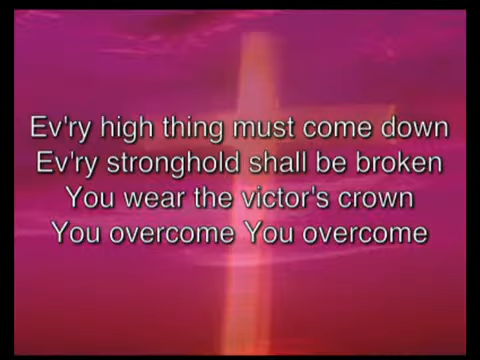 Ev'ry high thing must come down
Ev'ry stronghold shall be broken
You wear the victor's crown
You overcome You overcome